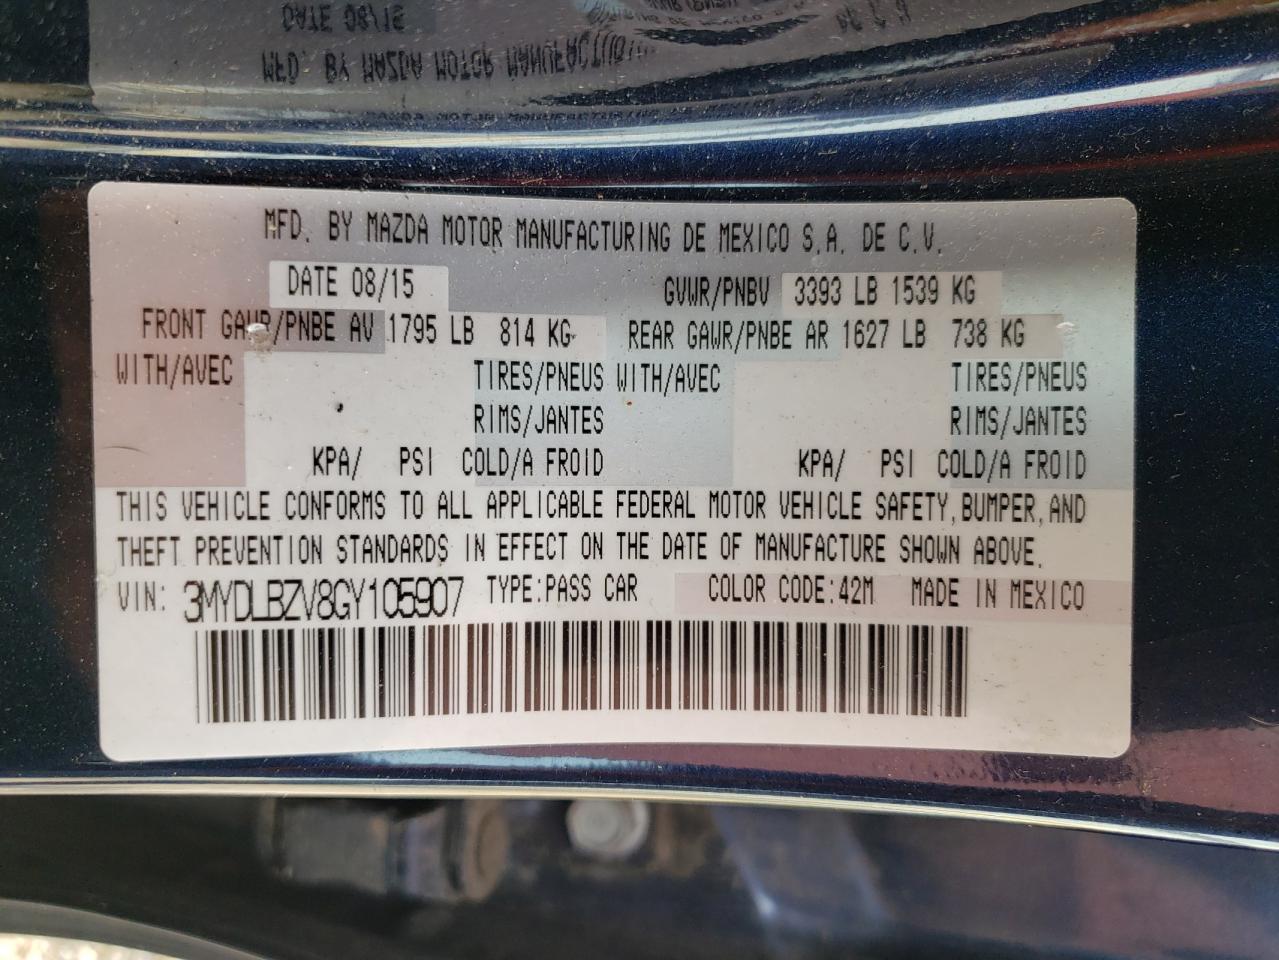 MFD. BY MAZDA MOTOR MANUFACTURING DE MEXICO S.A. DE C.V.
DATE 08/15 GVWR/PNBV 3393 LB 1539 KG
FRONT GAWR/PNBE AV 1795 LB 814 KG REAR GAWR/PNBE AR 1627 LB 738 KG
WITH/AVEC TIRES/PNEUS WITH/AVEC TIRES/PNEUS
RIMS/JANTES RIMS/JANTES
KPA/ PSI COLD/A FROID KPA/ PSI COLD/A FROID
THIS VEHICLE CONFORMS TO ALL APPLICABLE FEDERAL MOTOR VEHICLE SAFETY, BUMPER, AND
THEFT PREVENTION STANDARDS IN EFFECT ON THE DATE OF MANUFACTURE SHOWN ABOVE.
VIN: 3MYDLBZV8GY105907 TYPE:PASS CAR COLOR CODE:42M MADE IN MEXICO